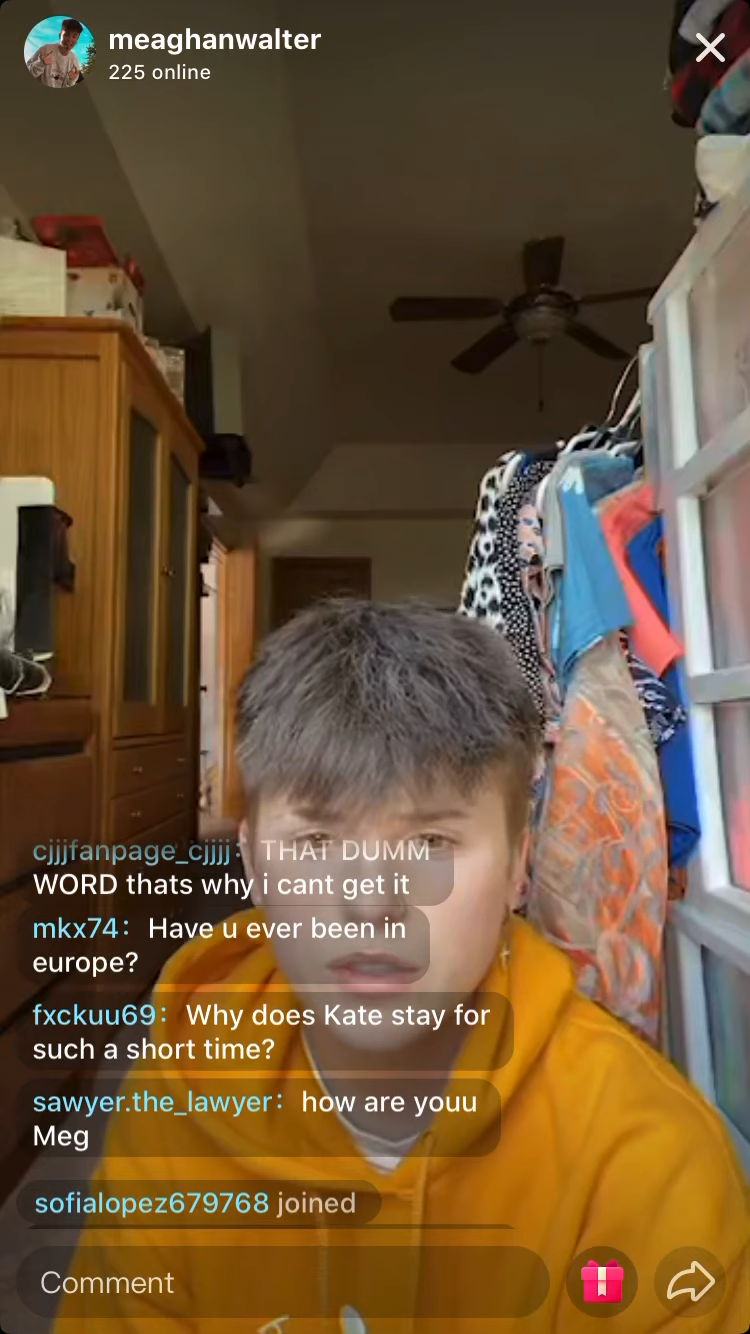 meaghanwalter
225 online
cjjjfanpage_cjjjj: THAT DUMM
WORD thats why i cant get it
mkx74: Have u ever been in
europe?
fxckuu69: Why does Kate stay for
such a short time?
sawyer.the_lawyer: how are youu
Meg
sofialopez679768 joined
Comment